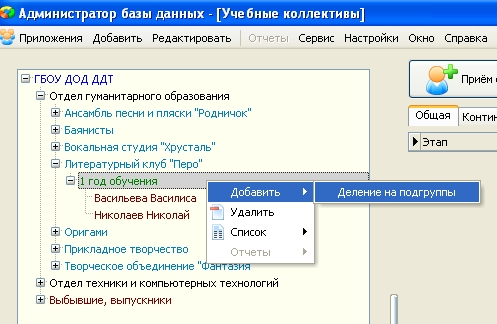 Администратор базы данных - [Учебные коллективы]
Приложения Добавить Редактировать Отчеты Сервис Настройки Окно Справка
ГБОУ ДОД ДДТ
Отдел гуманитарного образования
Ансамбль песни и пляски "Родничок"
Баянисты
Вокальная студия "Хрусталь"
Литературный клуб "Перо"
1 год обучения
Васильева Василиса
Николаев Николай
Оригами
Прикладное творчество
Творческое объединение "Фантазия
Отдел техники и компьютерных технологий
Выбывшие, выпускники
Добавить
Удалить
Список
Отчеты
Деление на подгруппы
Приём
Общая Контин
Этап